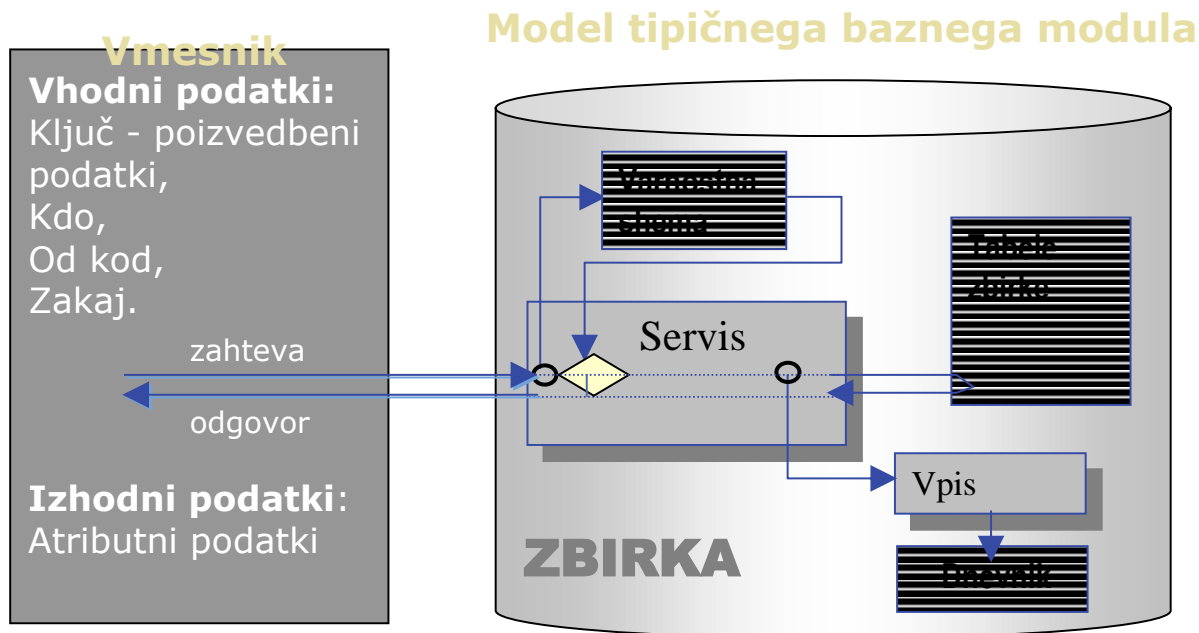 Model tipičnega baznega modula
Vmesnik
Vhodni podatki:
Ključ - poizvedbeni
podatki,
Kdo,
Od kod,
Zakaj.
zahteva
odgovor
Izhodni podatki:
Atributni podatki
Varnostna
shema
Tabele
zbirke
Servis
Vpis
Dnevnik
ZBIRKA